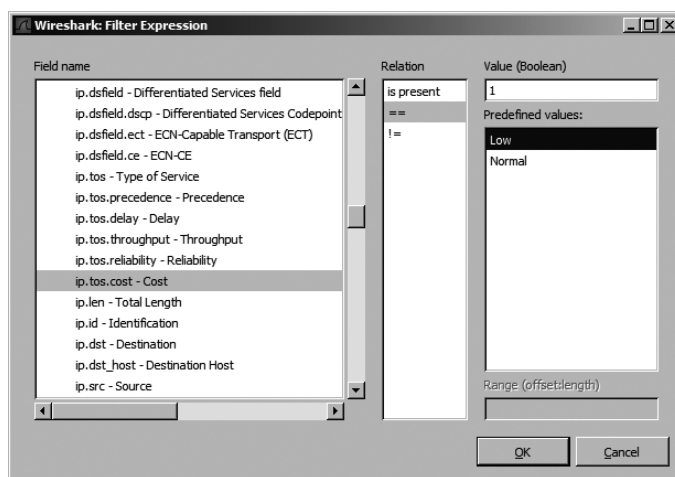 Wireshark: Filter Expression
Field name
ip.dsfield - Differentiated Services field
ip.dsfield.dscp - Differentiated Services Codepoint
ip.dsfield.ect - ECN-Capable Transport (ECT)
ip.dsfield.ce - ECN-CE
ip.tos - Type of Service
ip.tos.precedence - Precedence
ip.tos.delay - Delay
ip.tos.throughput - Throughput
ip.tos.reliability - Reliability
ip.tos.cost - Cost
ip.len - Total Length
ip.id - Identification
ip.dst - Destination
ip.dst_host - Destination Host
ip.src - Source
Relation
is present
==
!=
Value (Boolean)
1
Predefined values:
Low
Normal
Range (offset:length)
OK
Cancel